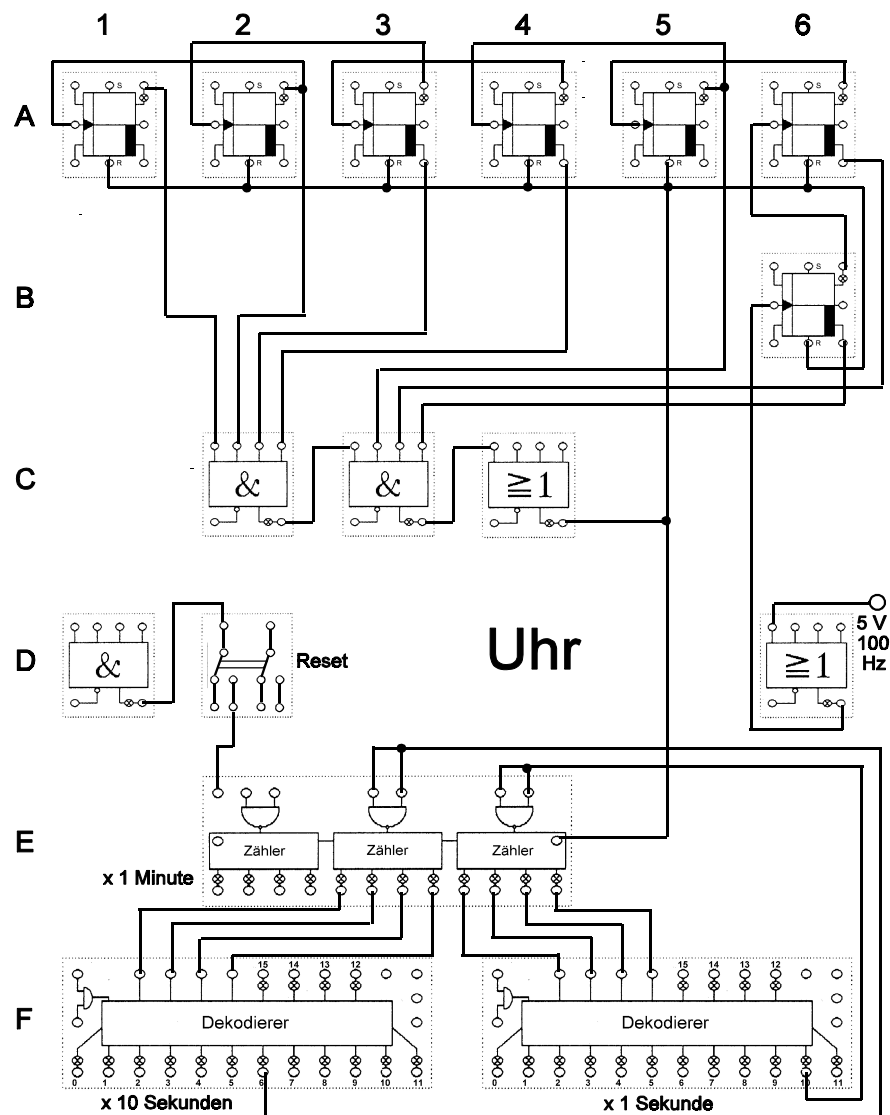 1 2 3 4 5 6
A
S S S S S S
R R R R R R
B
S
R
C
& & ≧1
5 V
100
Hz
D
& Reset Uhr ≧1
E
Zähler Zähler Zähler
x 1 Minute
15 14 13 12 15 14 13 12
F
Dekodierer Dekodierer
0 1 2 3 4 5 6 7 8 9 10 11 0 1 2 3 4 5 6 7 8 9 10 11
x 10 Sekunden x 1 Sekunde